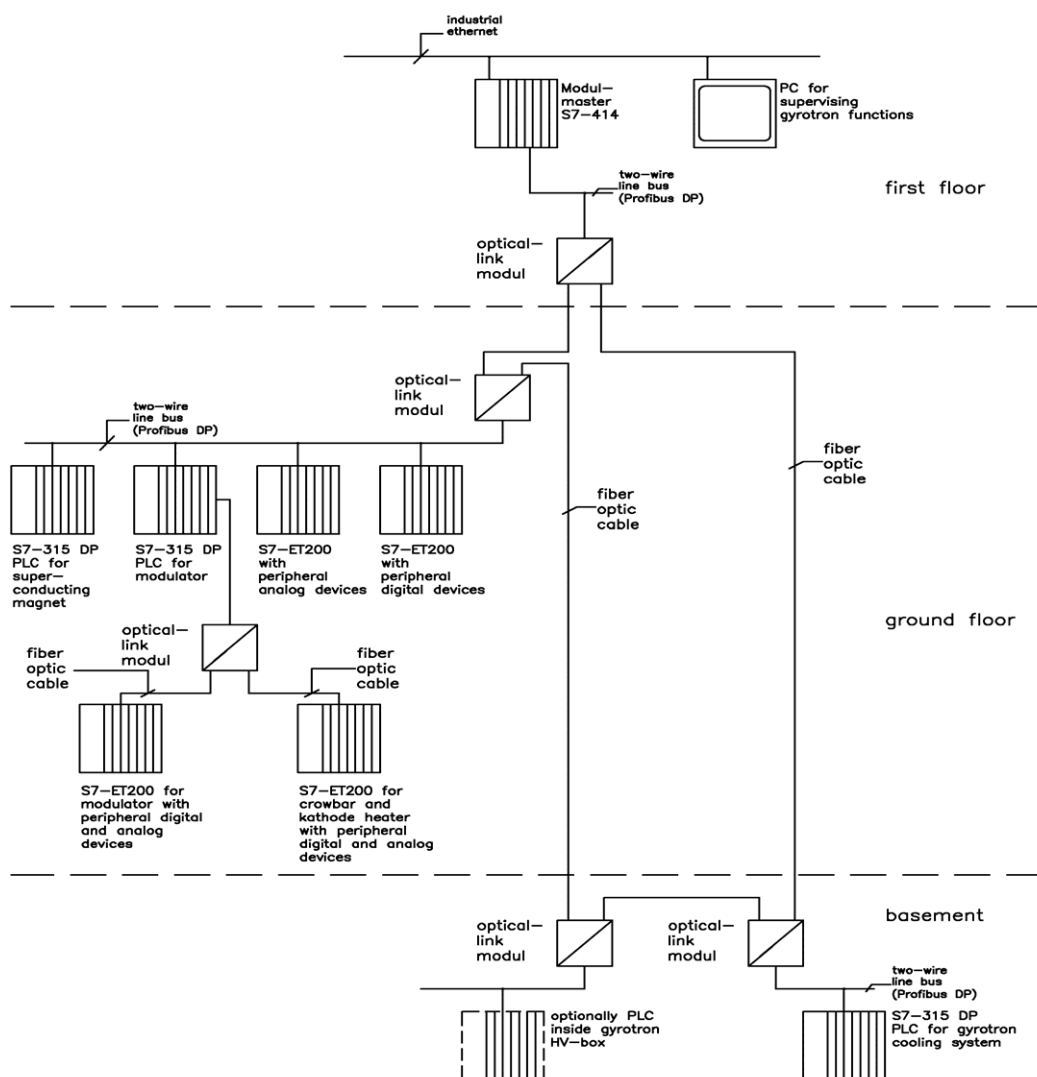 industrial
ethernet
Modul-
master
S7-414
PC for
supervising
gyrotron functions
two-wire
line bus
(Profibus DP)
first floor
optical-
link
modul
optical-
link
modul
two-wire
line bus
(Profibus DP)
fiber
optic
cable
fiber
optic
cable
S7-315 DP
PLC for
super-
conducting
magnet
S7-315 DP
PLC for
modulator
S7-ET200
with
peripheral
analog devices
S7-ET200
with
peripheral
digital devices
ground floor
optical-
link
modul
fiber
optic
cable
fiber
optic
cable
S7-ET200 for
modulator with
peripheral digital
and analog
devices
S7-ET200 for
crowbar and
kathode heater
with peripheral
digital and analog
devices
basement
optical-
link
modul
optical-
link
modul
two-wire
line bus
(Profibus DP)
optionally PLC
inside gyrotron
HV-box
S7-315 DP
PLC for gyrotron
cooling system